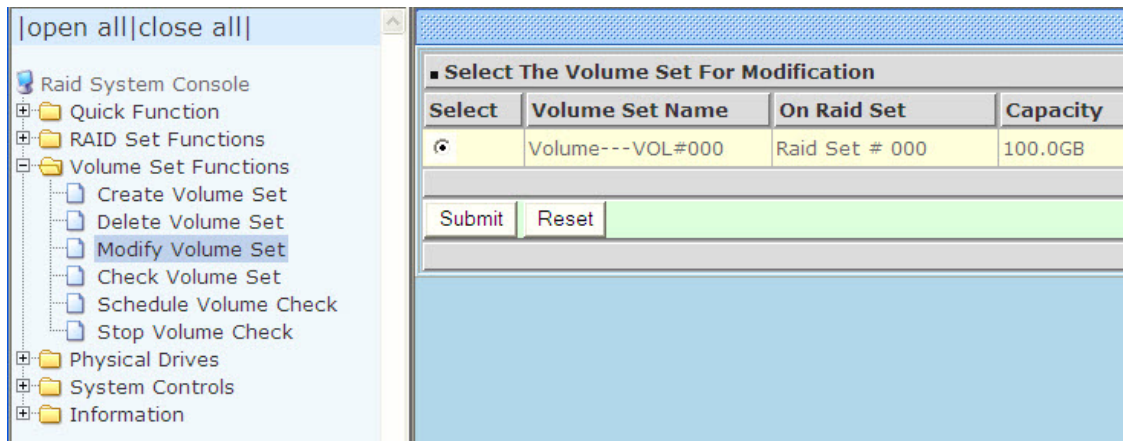 |open all|close all|
Raid System Console
Quick Function
RAID Set Functions
Volume Set Functions
Create Volume Set
Delete Volume Set
Modify Volume Set
Check Volume Set
Schedule Volume Check
Stop Volume Check
Physical Drives
System Controls
Information
Select The Volume Set For Modification
Select Volume Set Name On Raid Set Capacity
Volume---VOL#000 Raid Set # 000 100.0GB
Submit Reset